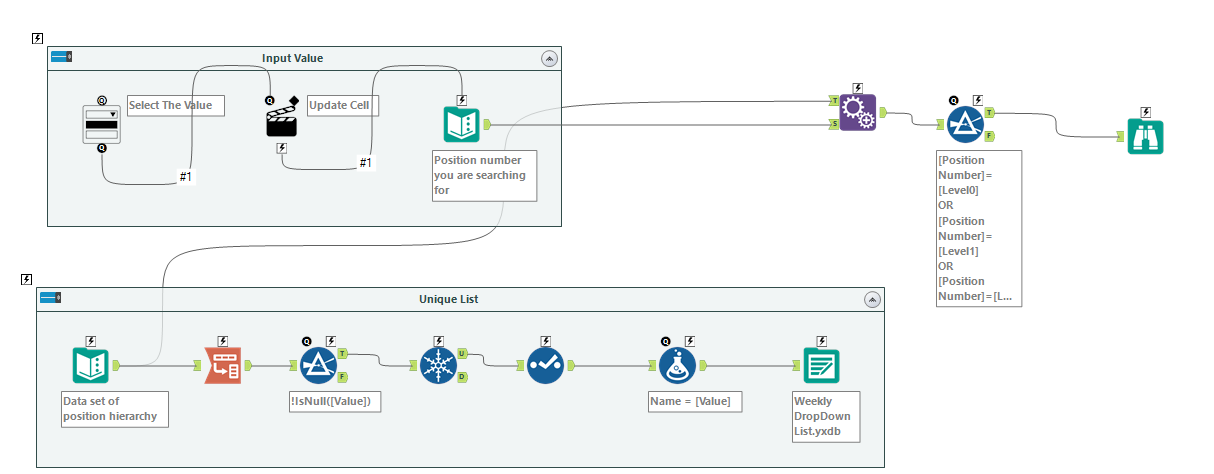 Input Value
Select The Value
Update Cell
#1
#1
Position number
you are searching
for
T
S
Q
Q
Q
Q
T
F
[Position
Number]=
[Level0]
OR
[Position
Number]=
[Level1]
OR
[Position
Number]=[L...
Unique List
Q
T
F
U
D
Q
Data set of
position hierarchy
!IsNull([Value])
Name = [Value]
Weekly
DropDown
List.yxdb